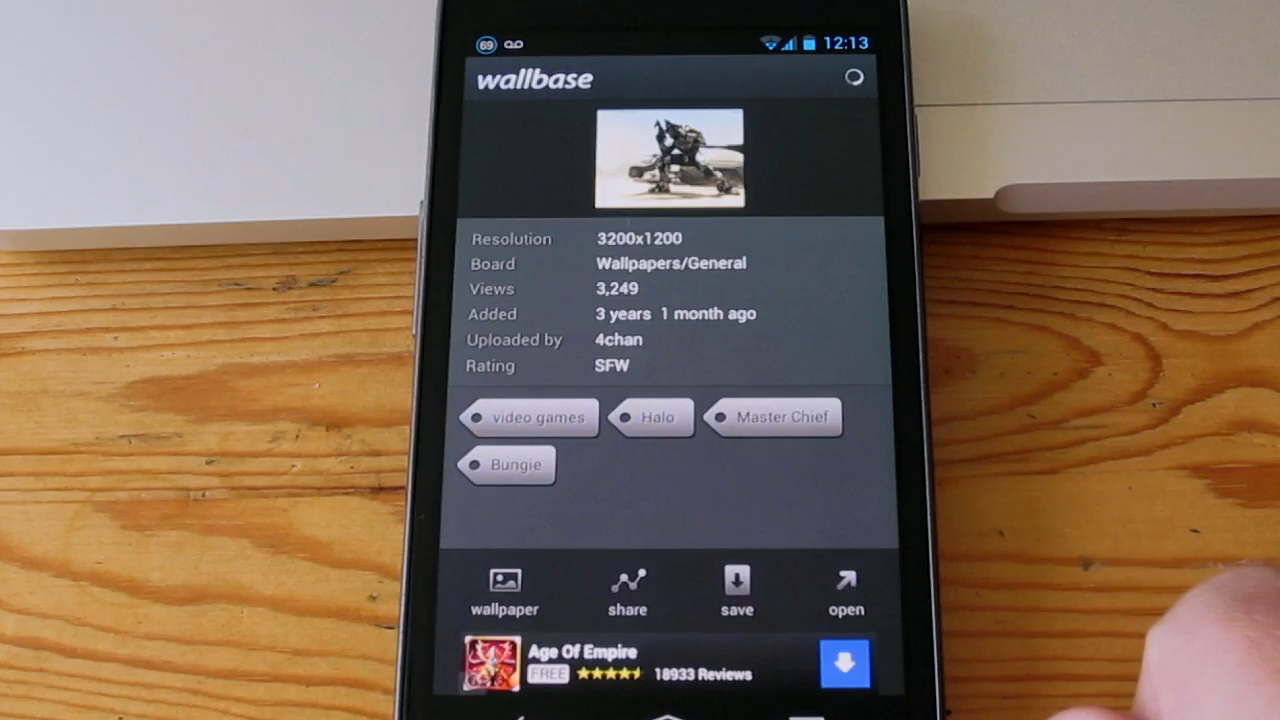 69 12:13
wallbase
Resolution 3200x1200
Board Wallpapers/General
Views 3,249
Added 3 years 1 month ago
Uploaded by 4chan
Rating SFW
video games Halo Master Chief
Bungie
wallpaper share save open
Age Of Empire
FREE 18933 Reviews